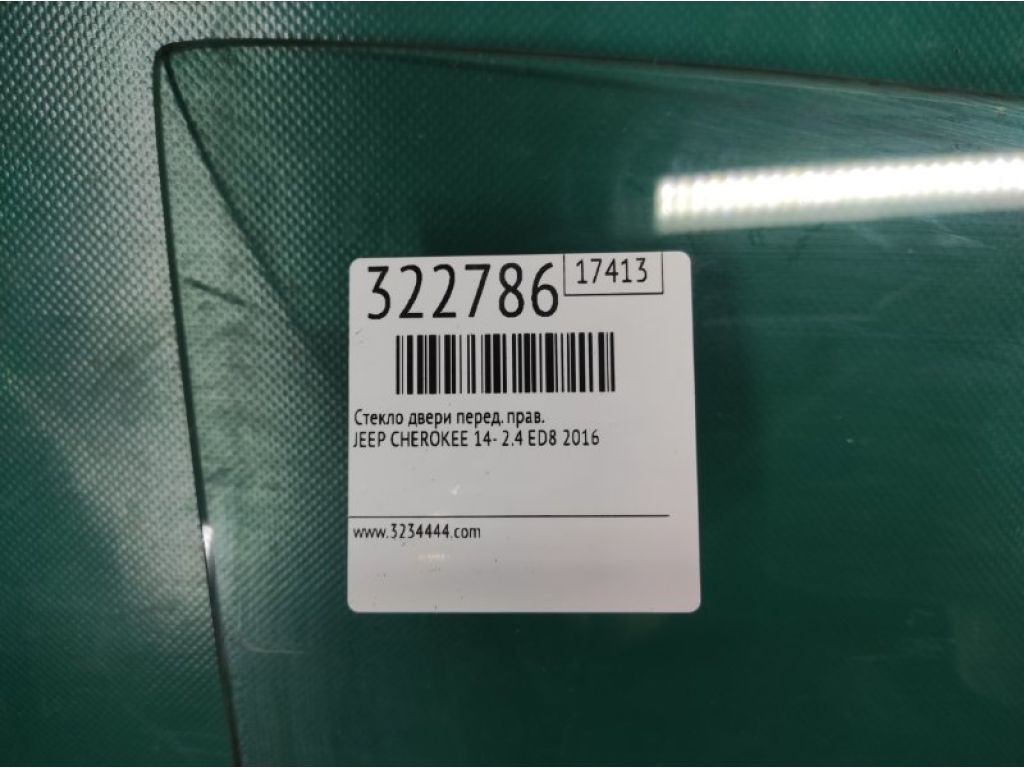 322786
17413
Стекло двери перед. прав.
JEEP CHEROKEE 14- 2.4 ED8 2016
www.3234444.com